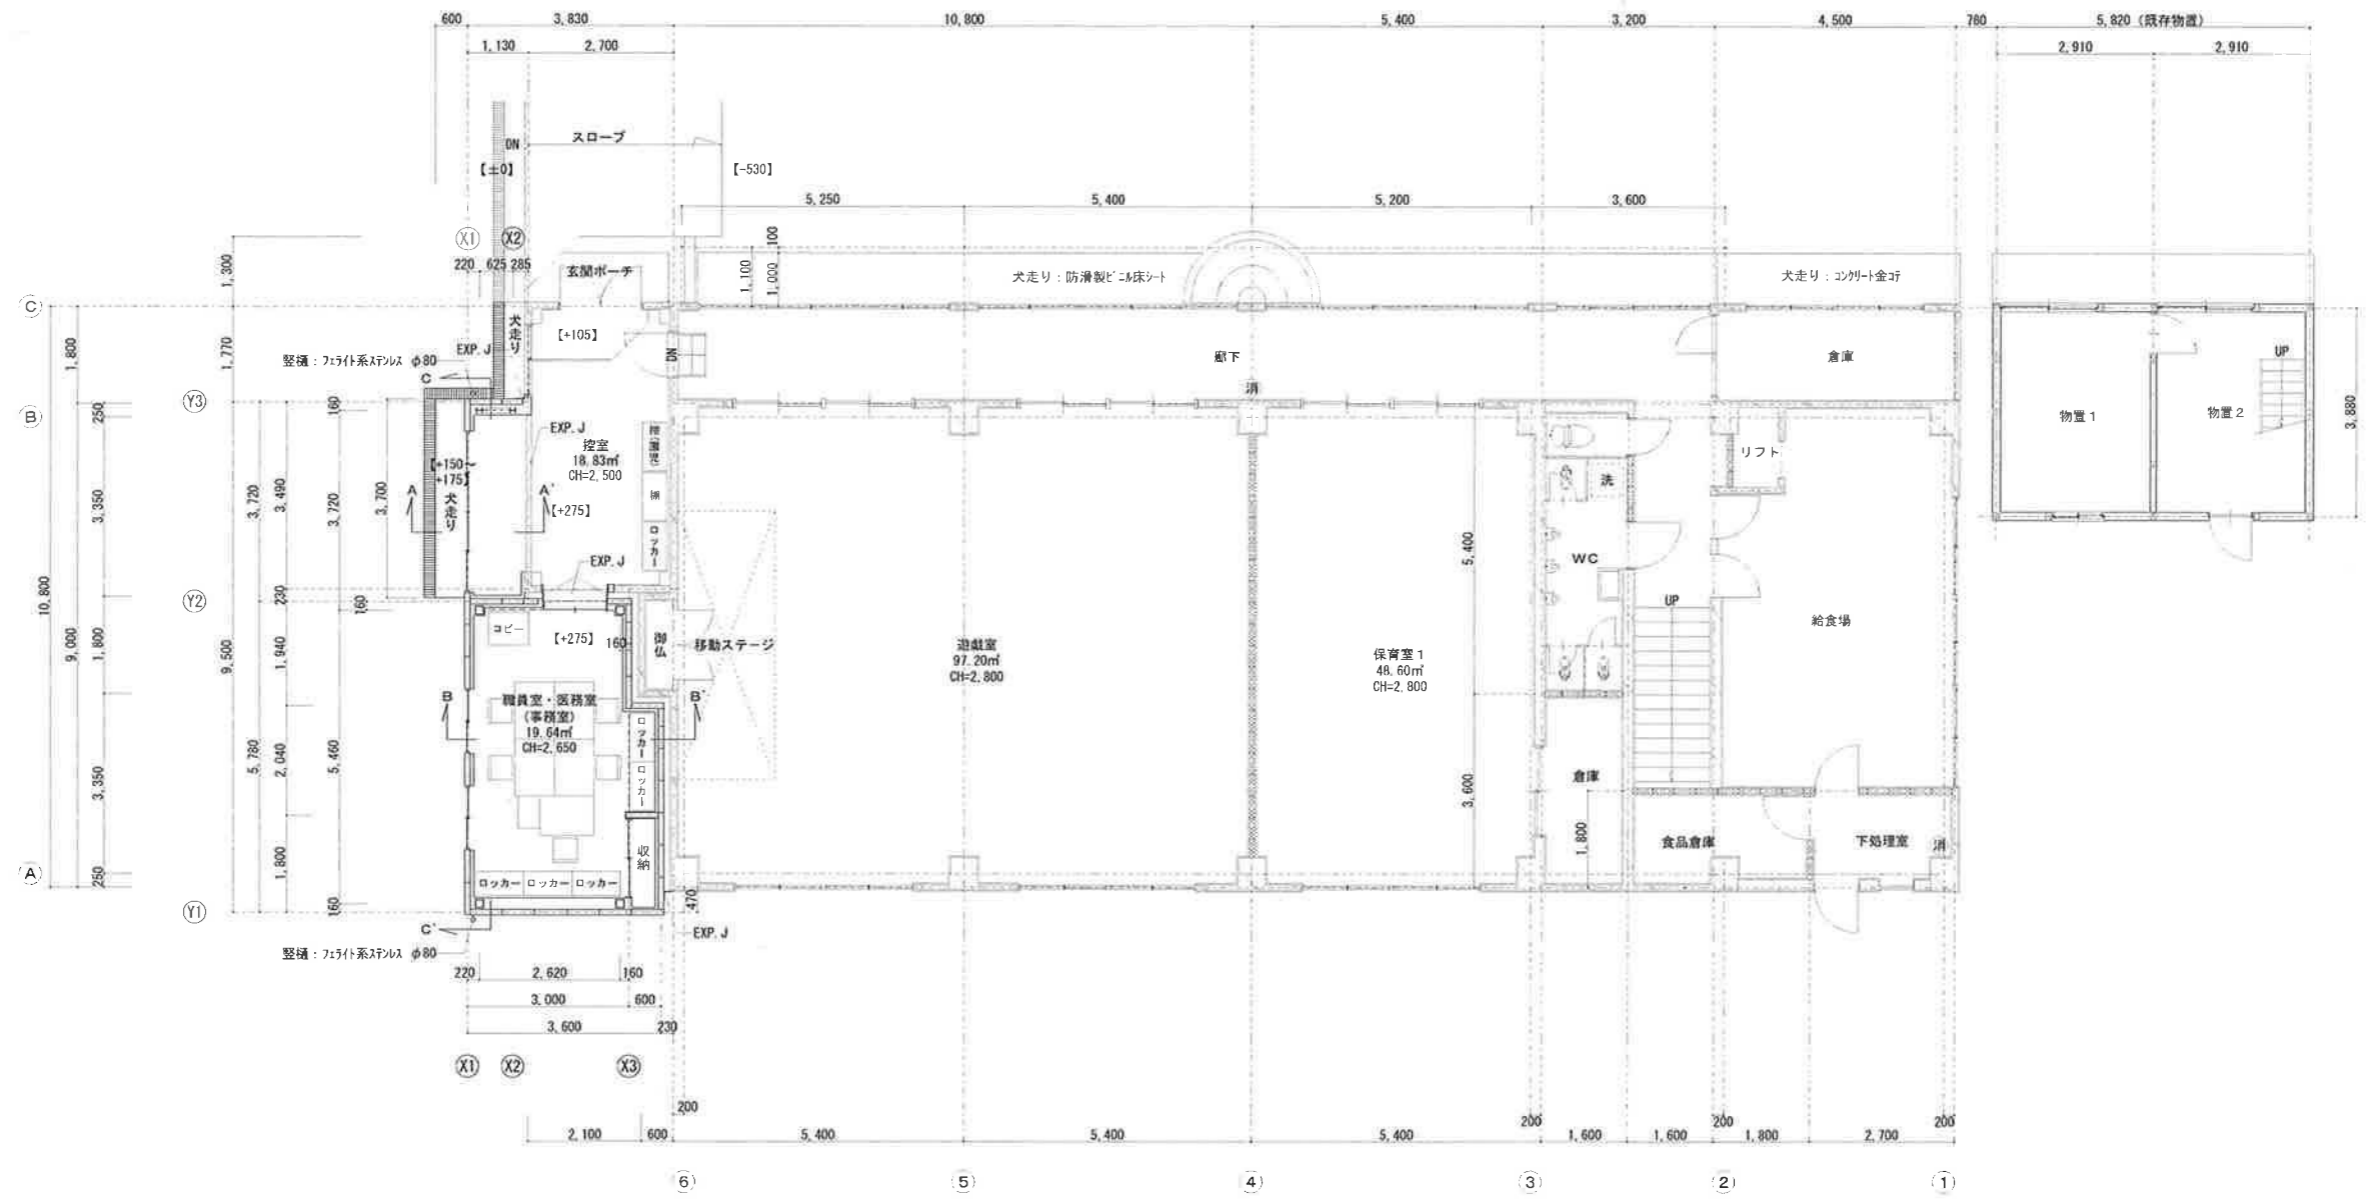 600
3,830
10,800
5,400
3,200
4,500
760
5,820 (既存物置)
1,130
2,700
2,910
2,910
スロープ
DN
【±0】
【-530】
5,250
5,400
5,200
3,600
X1
X2
220
625
285
玄関ポーチ
1,300
1,100
1,000
100
犬走り：防滑製ビニル床シート
犬走り：コンクリート金コテ
C
1,800
1,770
犬走り
【+105】
EXP.J
竪樋：フェライト系ステンレス φ80
C
DN
廊下
消
倉庫
UP
Y3
B
250
160
EXP.J
控室
18.83㎡
CH=2,500
棚
ロッカー
【+150～
+175】
犬走り
A
A'
【+275】
3,720
3,490
3,720
3,700
3,350
リフト
洗
WC
物置1
物置2
3,880
5,400
10,800
9,000
9,500
EXP.J
Y2
230
160
コピー
【+275】
160
御仏
移動ステージ
遊戯室
97.20㎡
CH=2,800
保育室1
48.60㎡
CH=2,800
UP
給食場
1,800
1,940
B
B'
職員室・医務室
(事務室)
19.64㎡
CH=2,650
ロッカー
ロッカー
5,780
2,040
5,460
3,350
3,600
倉庫
1,800
食品倉庫
下処理室
消
収納
1,800
ロッカー
ロッカー
ロッカー
A
250
Y1
160
470
C'
EXP.J
竪樋：フェライト系ステンレス φ80
220
2,620
160
3,000
600
3,600
230
X1
X2
X3
200
200
200
200
2,100
600
5,400
5,400
5,400
1,600
1,600
1,800
2,700
6
5
4
3
2
1